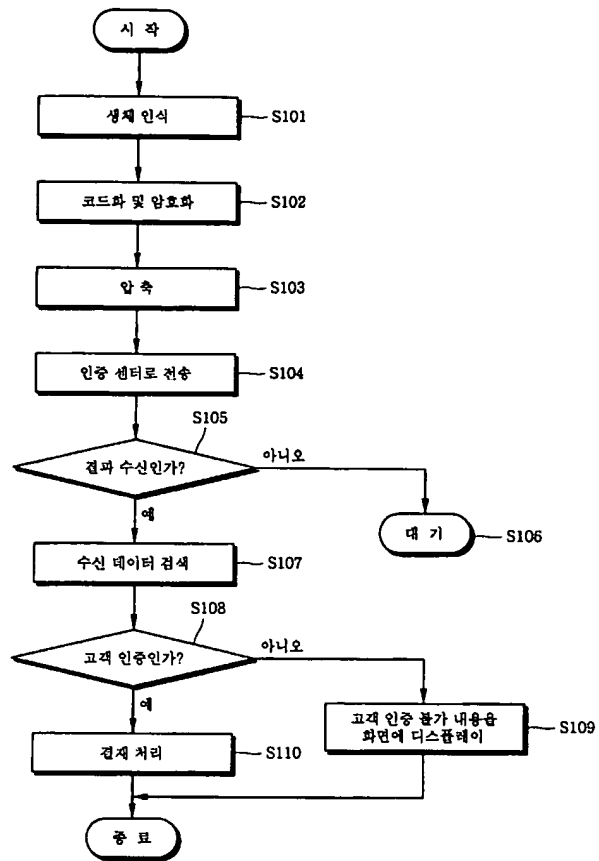 시 작
생체 인식
S101
코드화 및 암호화
S102
압 축
S103
인증 센터로 전송
S104
S105
결과 수신인가?
아니오
예
대 기
S106
수신 데이터 검색
S107
S108
고객 인증인가?
아니오
예
고객 인증 불가 내용을
화면에 디스플레이
S109
결재 처리
S110
종 료